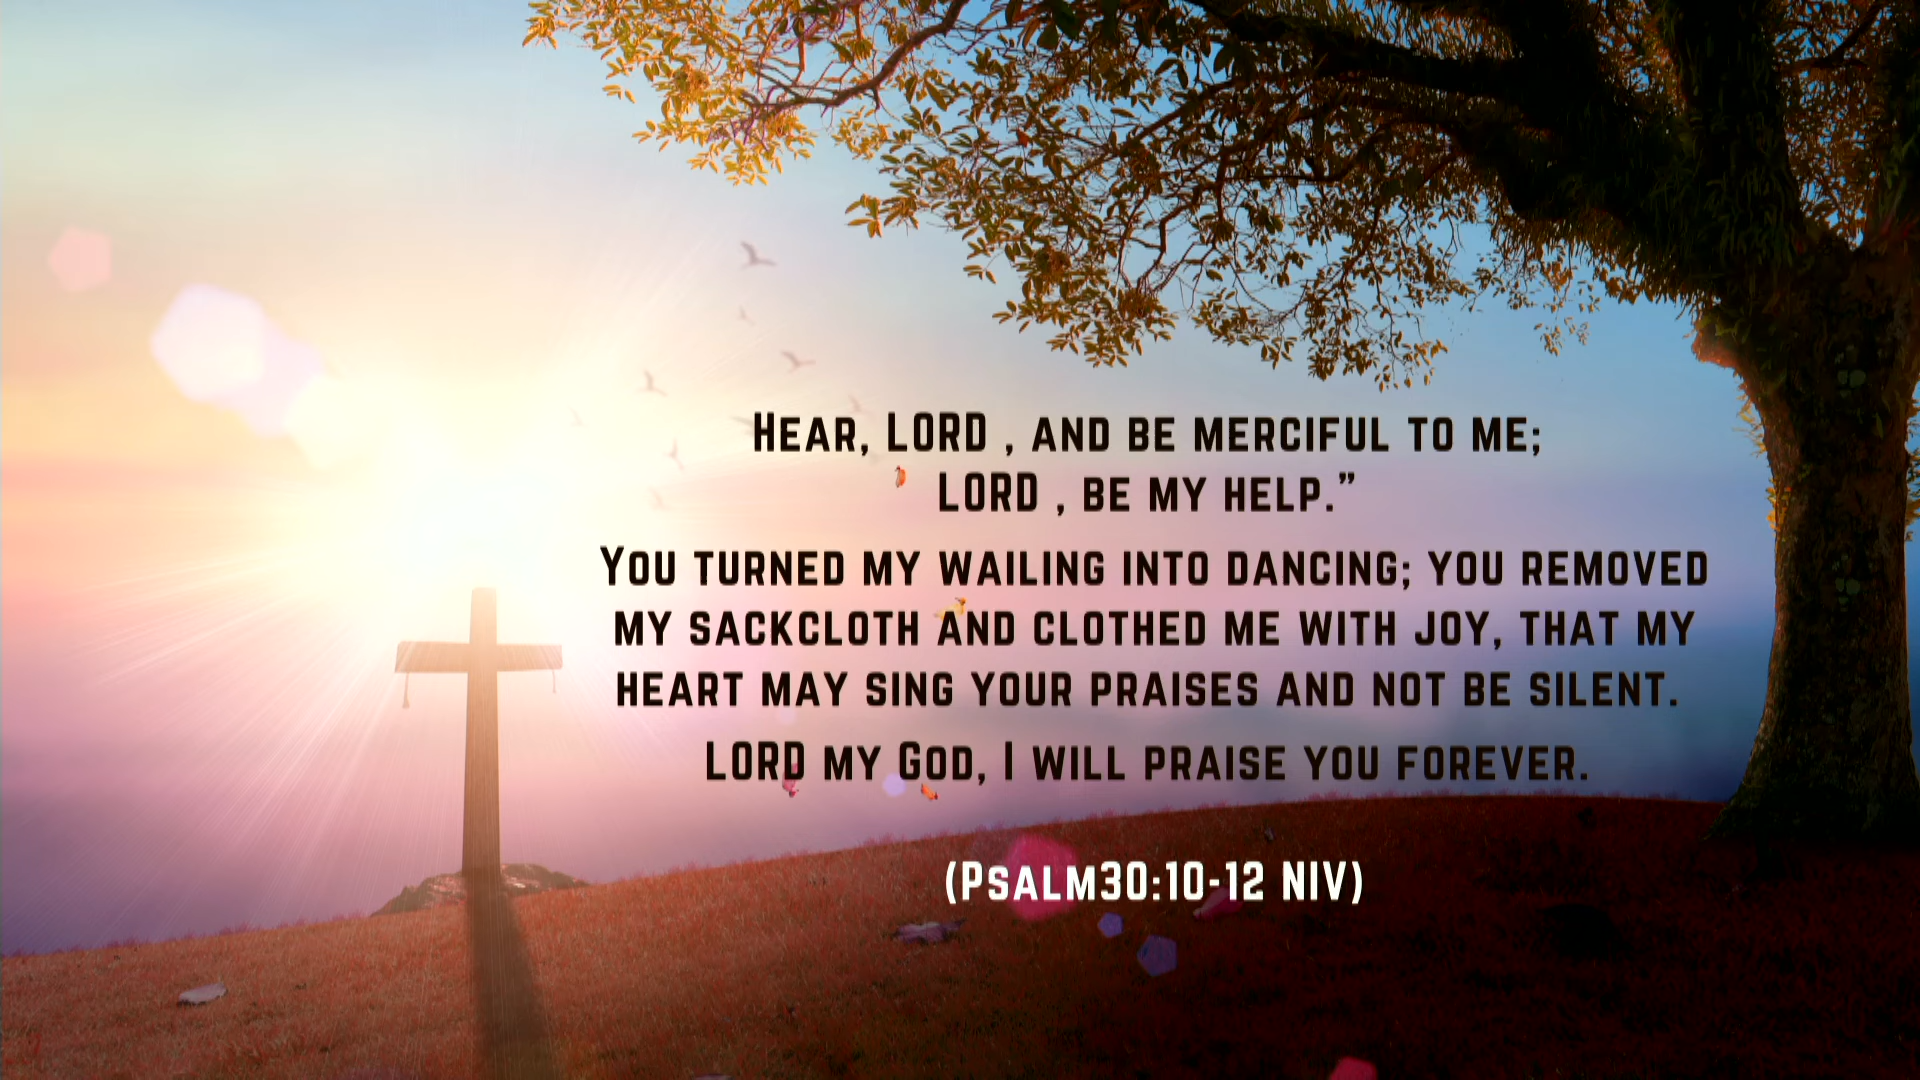 Hear, LORD , and be merciful to me;
LORD , be my help.”
You turned my wailing into dancing; you removed
my sackcloth and clothed me with joy, that my
heart may sing your praises and not be silent.
LORD my God, I will praise you forever.
(Psalm30:10-12 NIV)